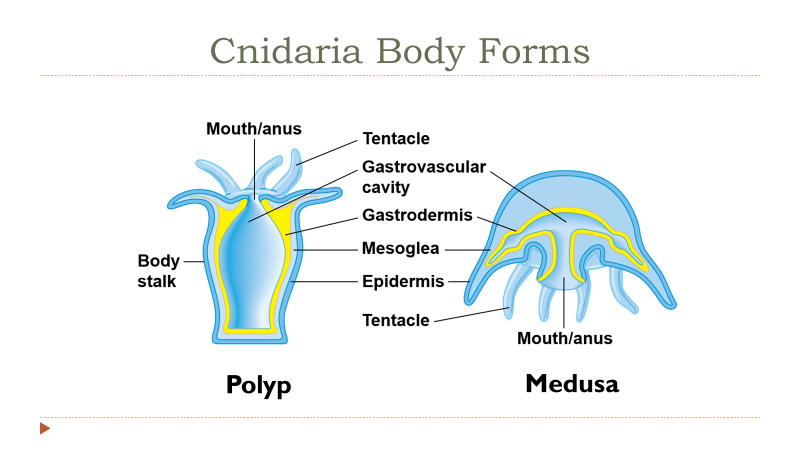 Cnidaria Body Forms
Mouth/anus
Tentacle
Gastrovascular
cavity
Gastrodermis
Mesoglea
Body
stalk
Epidermis
Tentacle
Mouth/anus
Polyp
Medusa